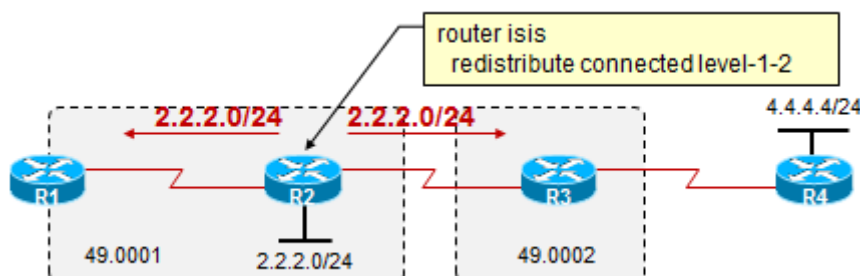 router isis
redistribute connected level-1-2
2.2.2.0/24 2.2.2.0/24
4.4.4.4/24
R1 R2 R3 R4
49.0001
2.2.2.0/24
49.0002